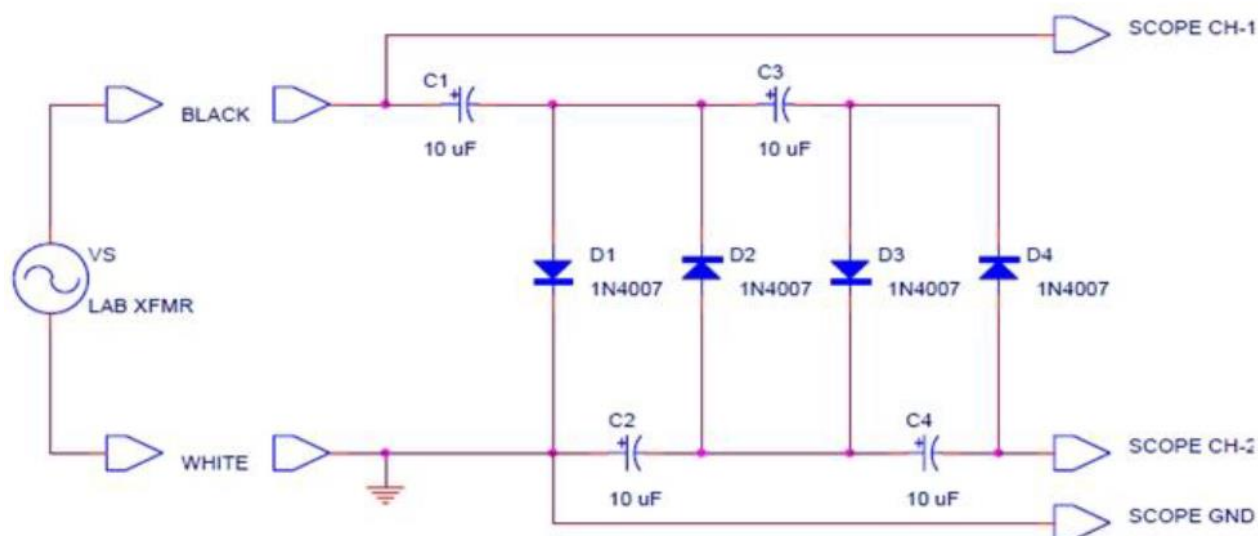 SCOPE CH-1
C1
C3
BLACK
10 uF
10 uF
VS
LAB XFMR
D1
1N4007
D2
1N4007
D3
1N4007
D4
1N4007
C2
C4
WHITE
10 uF
10 uF
SCOPE CH-2
SCOPE GND